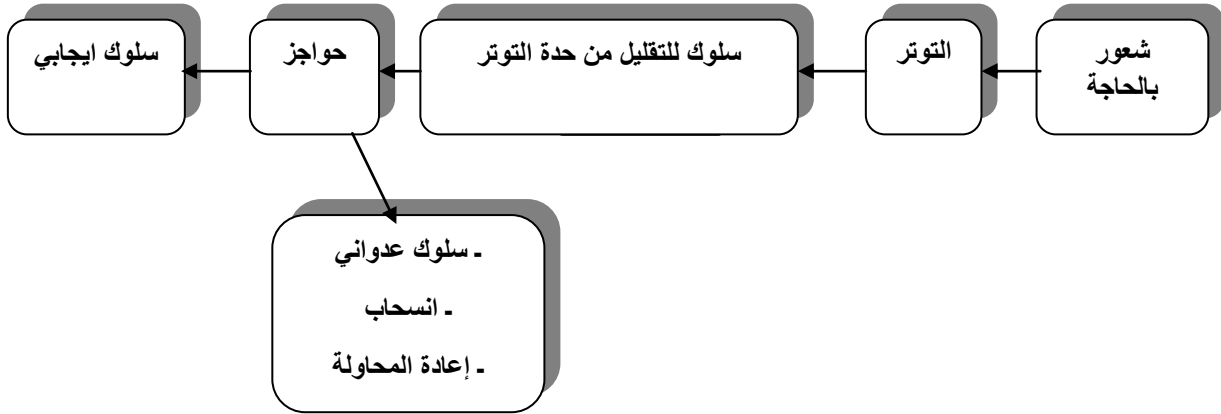 شعور
بالحاجة
التوتر
سلوك للتقليل من حدة التوتر
حواجز
سلوك ايجابي
ـ سلوك عدواني
ـ انسحاب
ـ إعادة المحاولة